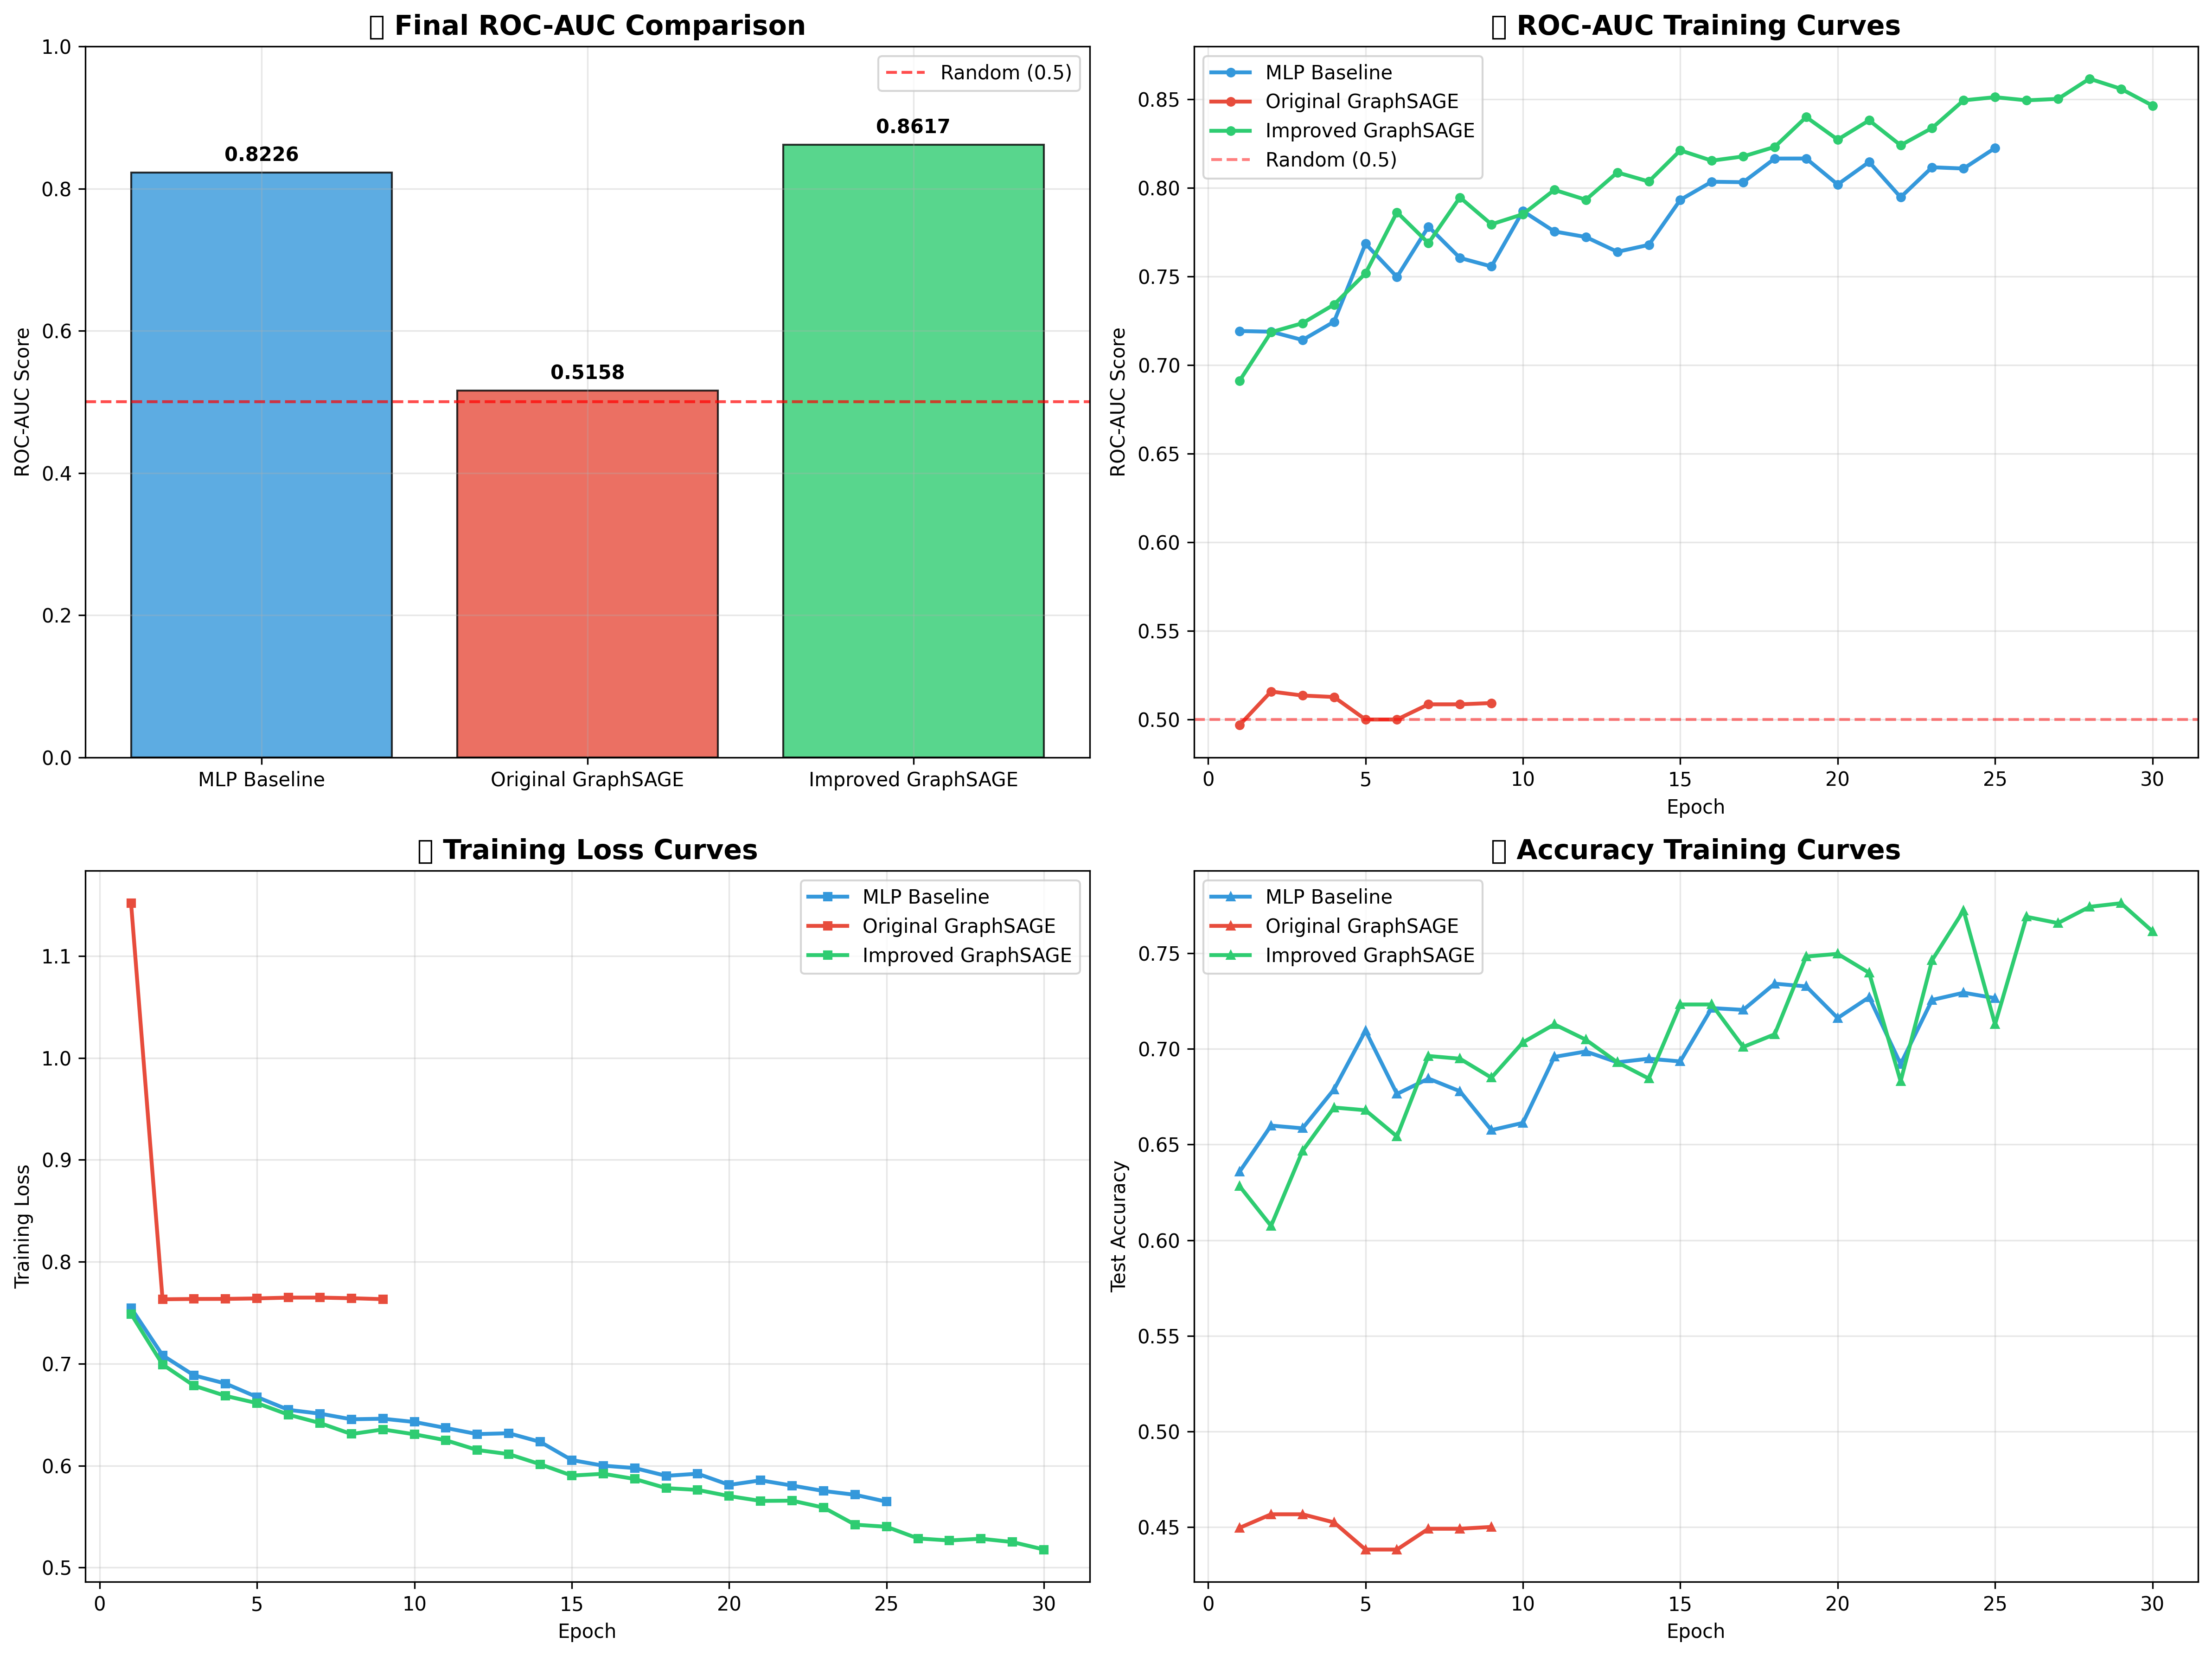 Final ROC-AUC Comparison
ROC-AUC Score
1.0
0.8
0.6
0.4
0.2
0.0
Random (0.5)
0.8226
0.5158
0.8617
MLP Baseline
Original GraphSAGE
Improved GraphSAGE
ROC-AUC Training Curves
ROC-AUC Score
0.85
0.80
0.75
0.70
0.65
0.60
0.55
0.50
MLP Baseline
Original GraphSAGE
Improved GraphSAGE
Random (0.5)
0 5 10 15 20 25 30
Epoch
Training Loss Curves
Training Loss
1.1
1.0
0.9
0.8
0.7
0.6
0.5
MLP Baseline
Original GraphSAGE
Improved GraphSAGE
0 5 10 15 20 25 30
Epoch
Accuracy Training Curves
Test Accuracy
0.75
0.70
0.65
0.60
0.55
0.50
0.45
MLP Baseline
Original GraphSAGE
Improved GraphSAGE
0 5 10 15 20 25 30
Epoch